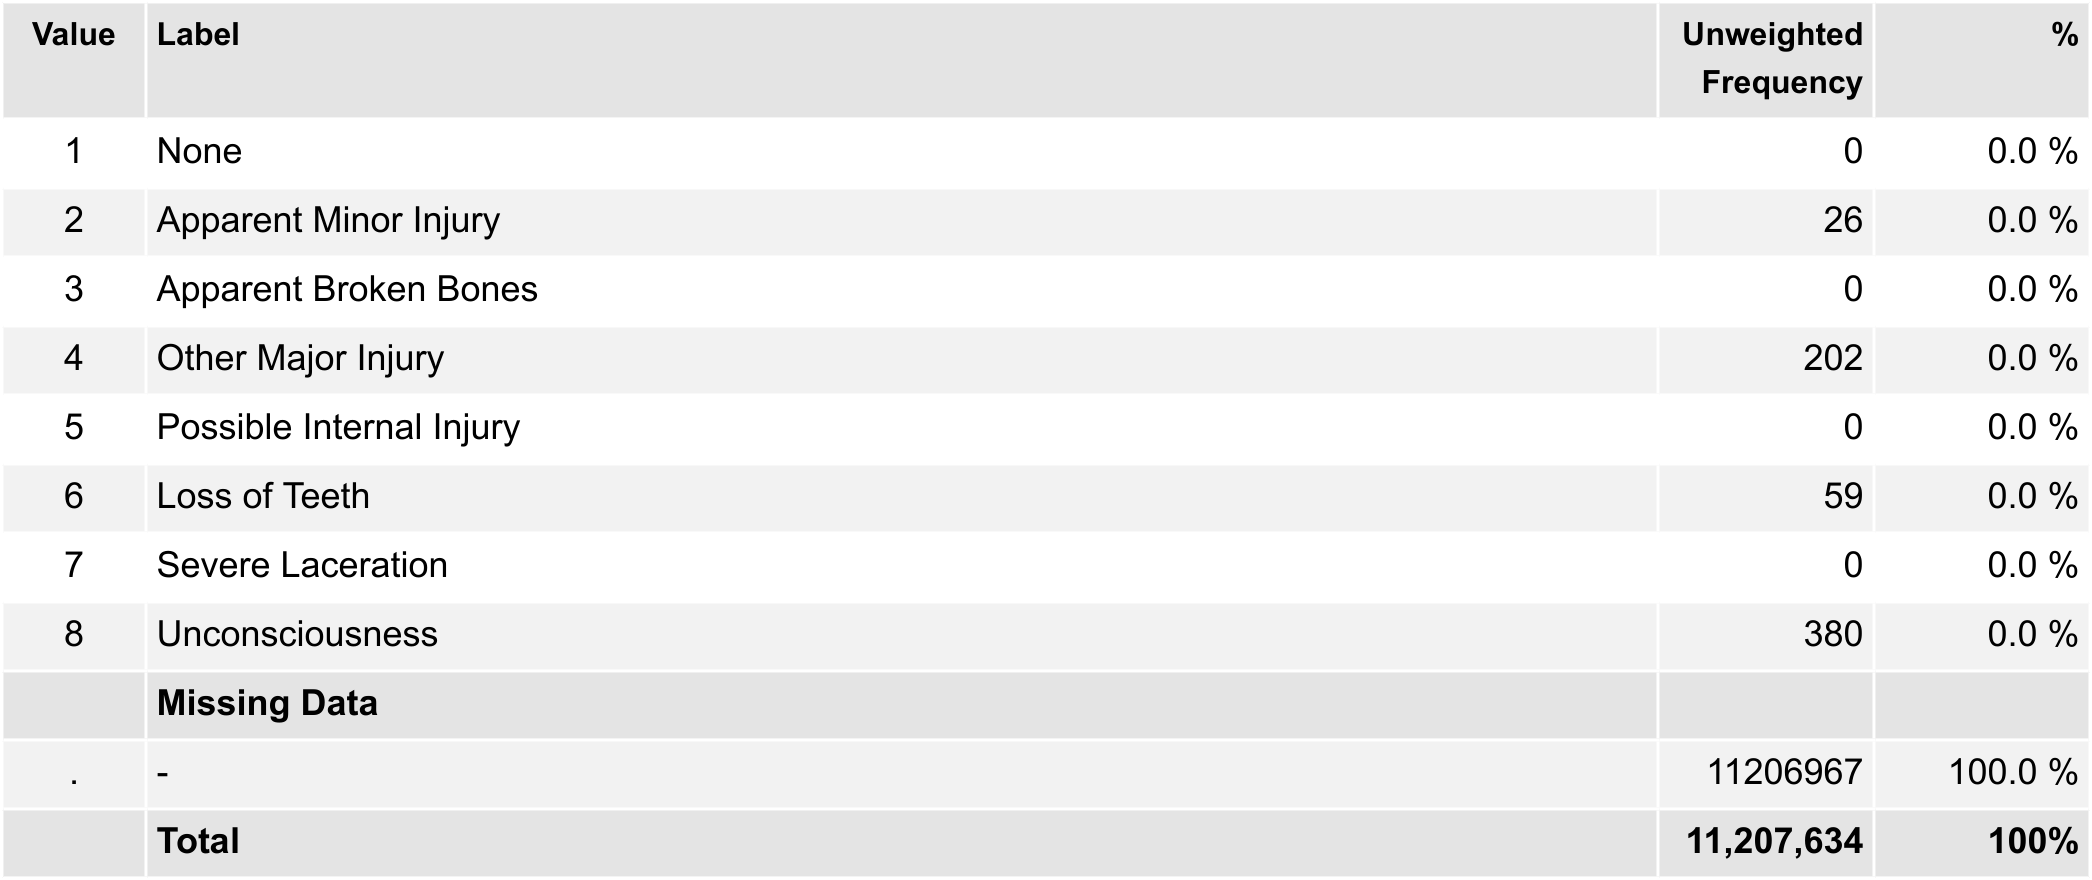 Value Label Unweighted Frequency %
1 None 0 0.0 %
2 Apparent Minor Injury 26 0.0 %
3 Apparent Broken Bones 0 0.0 %
4 Other Major Injury 202 0.0 %
5 Possible Internal Injury 0 0.0 %
6 Loss of Teeth 59 0.0 %
7 Severe Laceration 0 0.0 %
8 Unconsciousness 380 0.0 %
Missing Data
. - 11206967 100.0 %
Total 11,207,634 100%